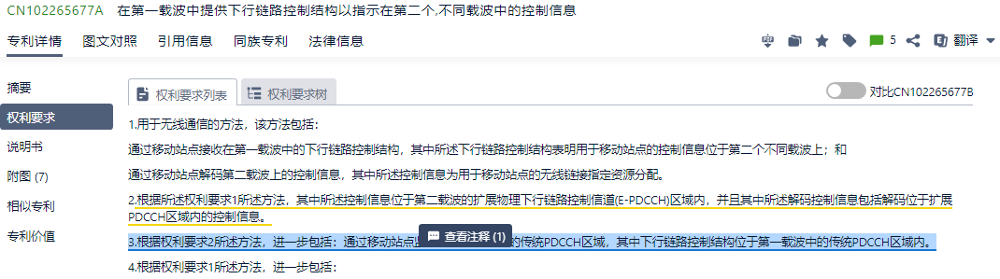 CN102265677A 在第一载波中提供下行链路控制结构以指示在第二个,不同载波中的控制信息
专利详情 图文对照 引用信息 同族专利 法律信息 5 翻译
摘要
权利要求
说明书
附图 (7)
相似专利
专利价值
权利要求列表 权利要求树 对比CN102265677B
1.用于无线通信的方法，该方法包括：
通过移动站点接收在第一载波中的下行链路控制结构，其中所述下行链路控制结构表明用于移动站点的控制信息位于第二个不同载波上；和
通过移动站点解码第二载波上的控制信息，其中所述控制信息为用于移动站点的无线链接指定资源分配。
2.根据所述权利要求1所述方法，其中所述控制信息位于第二载波的扩展物理下行链路控制信道(E-PDCCH)区域内，并且其中所述解码控制信息包括解码位于扩展
PDCCH区域内的控制信息。
查看注释 (1)
3.根据权利要求2所述方法，进一步包括：通过移动站点 的传统PDCCH区域，其中下行链路控制结构位于第一载波中的传统PDCCH区域内。
4.根据权利要求1所述方法，进一步包括：